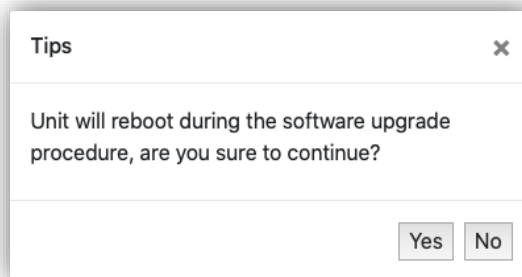 Tips
Unit will reboot during the software upgrade
procedure, are you sure to continue?
Yes No